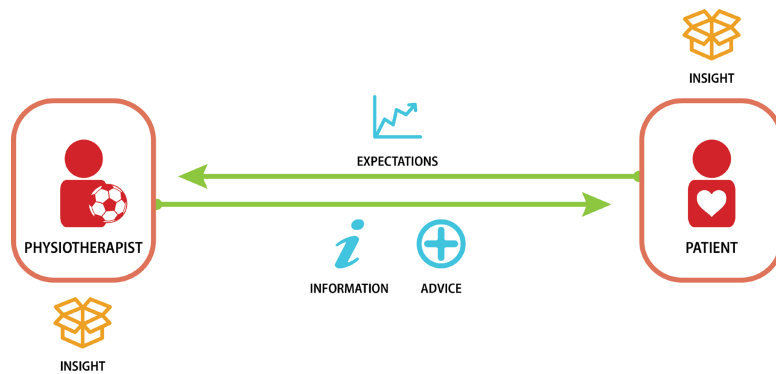 INSIGHT
EXPECTATIONS
PHYSIOTHERAPIST
PATIENT
INFORMATION
ADVICE
INSIGHT